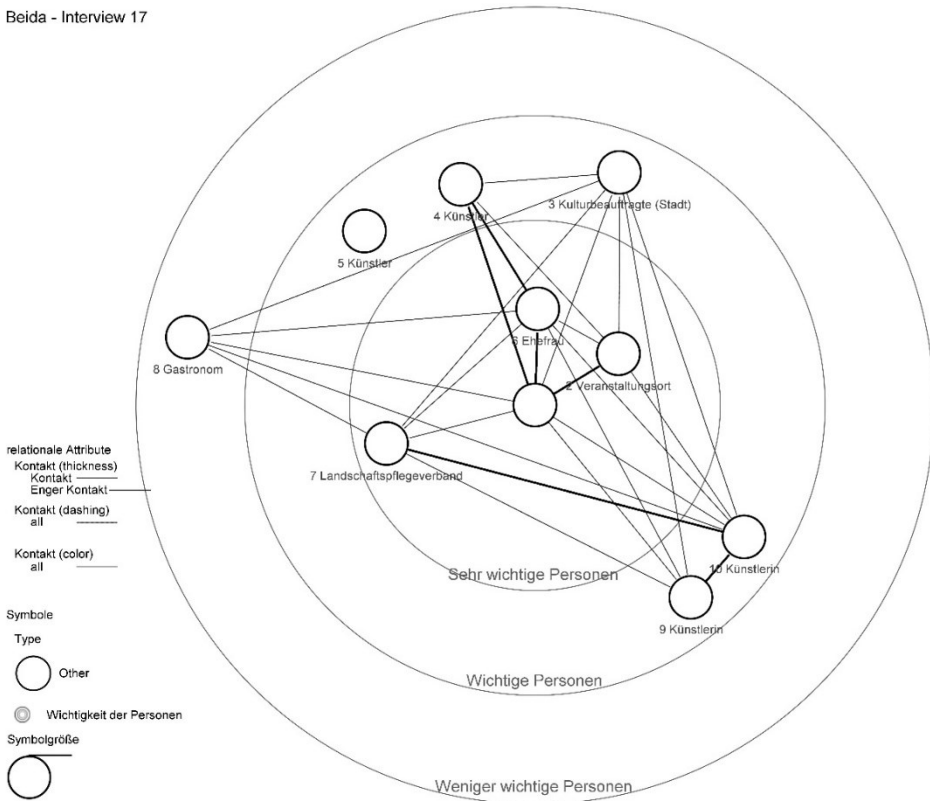 Beida - Interview 17
3 Kulturbeauftragte (Stadt)
4 Künstler
5 Künstler
6 Ehefrau
8 Gastronom
2 Veranstaltungsort
7 Landschaftspflegeverband
10 Künstlerin
9 Künstlerin
Sehr wichtige Personen
Wichtige Personen
Weniger wichtige Personen
relationale Attribute
Kontakt (thickness)
Kontakt
Enger Kontakt
Kontakt (dashing)
all
Kontakt (color)
all
Symbole
Type
Other
Wichtigkeit der Personen
Symbolgröße